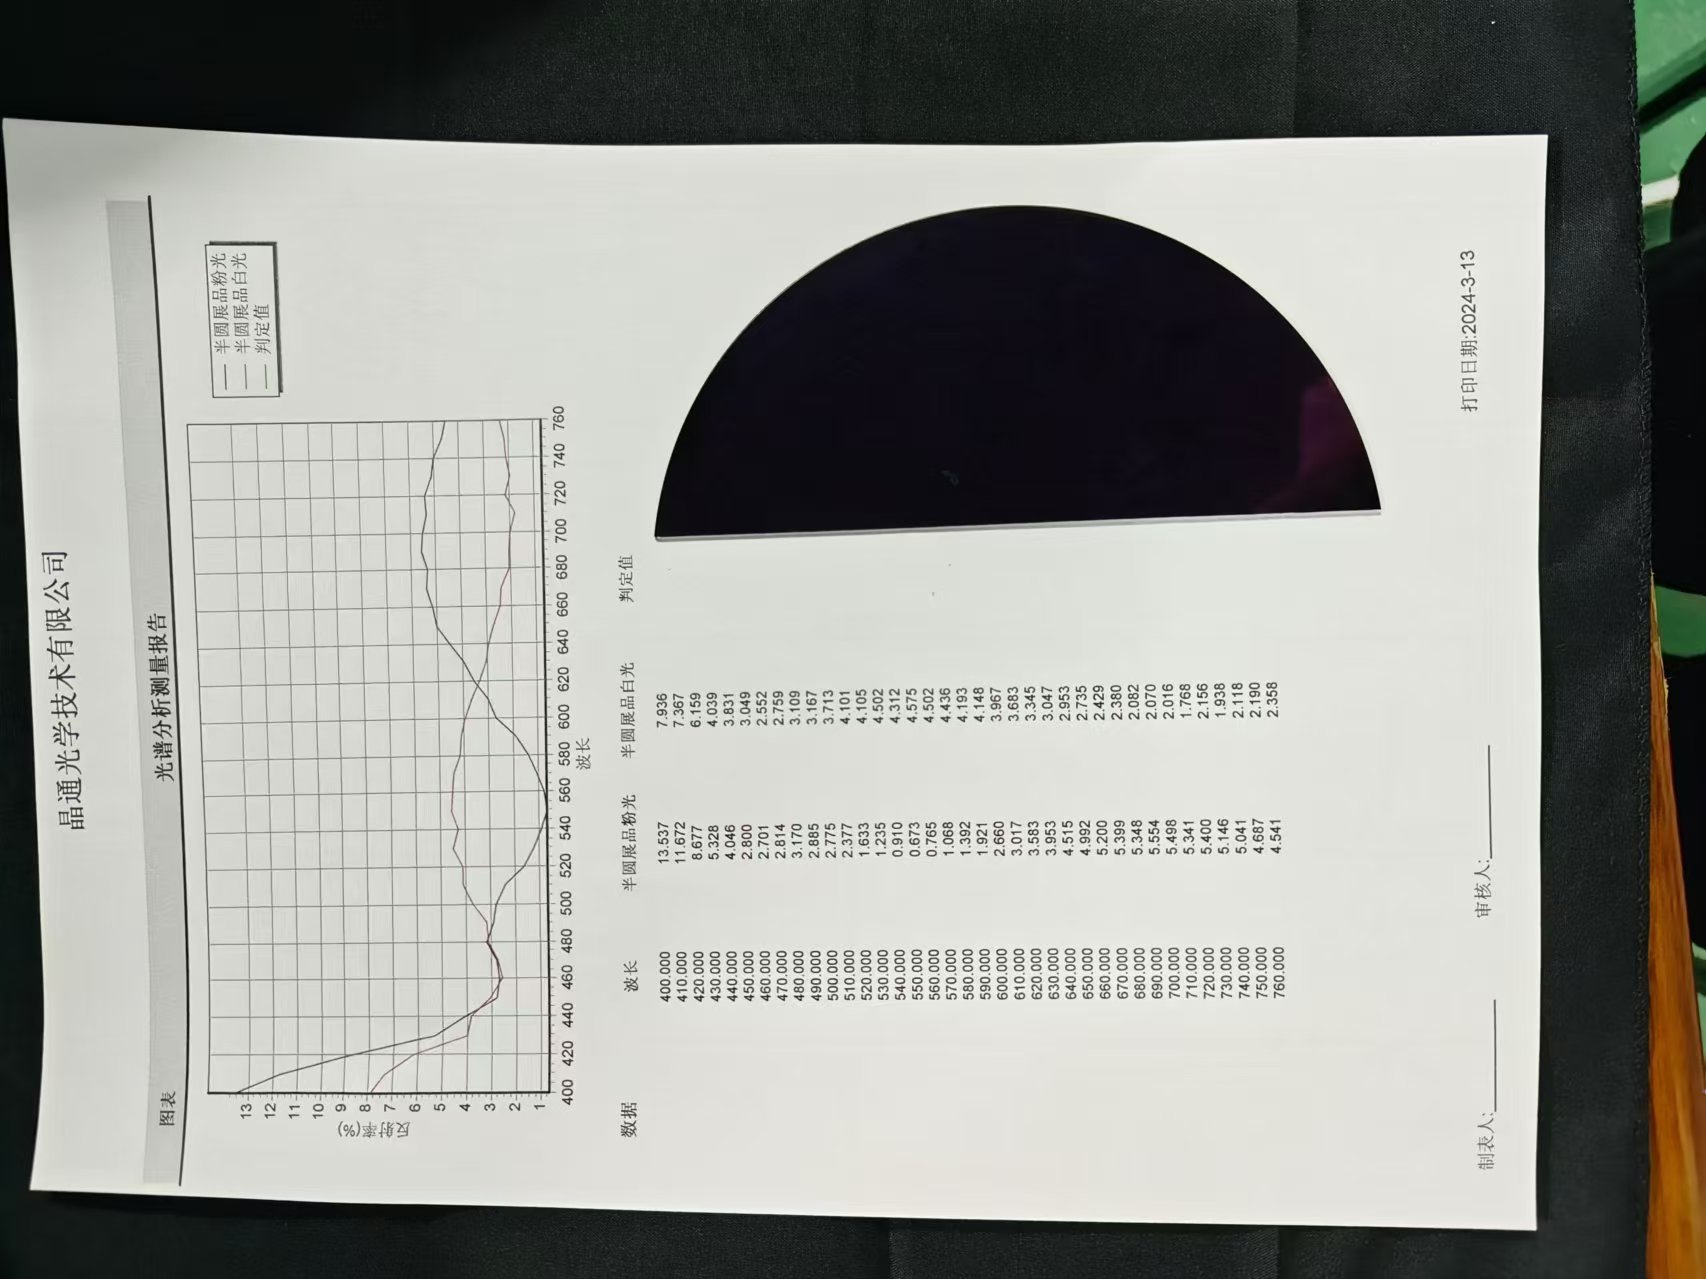 晶通光学技术有限公司
光谱分析测量报告
图表
半圆展品粉光
半圆展品白光
判定值
反射率(%)
13
12
11
10
9
8
7
6
5
4
3
2
1
400 420 440 460 480 500 520 540 560 580 600 620 640 660 680 700 720 740 760
波长
数据 波长 半圆展品粉光 半圆展品白光 判定值
400.000 13.537 7.936
410.000 11.672 7.367
420.000 8.677 6.159
430.000 5.328 4.039
440.000 4.046 3.831
450.000 2.800 3.049
460.000 2.701 2.552
470.000 2.814 2.759
480.000 3.170 3.109
490.000 2.885 3.167
500.000 2.775 3.713
510.000 2.377 4.101
520.000 1.633 4.105
530.000 1.235 4.502
540.000 0.910 4.312
550.000 0.673 4.575
560.000 0.765 4.502
570.000 1.068 4.436
580.000 1.392 4.193
590.000 1.921 4.148
600.000 2.660 3.967
610.000 3.017 3.683
620.000 3.583 3.345
630.000 3.953 3.047
640.000 4.515 2.953
650.000 4.992 2.735
660.000 5.200 2.429
670.000 5.399 2.380
680.000 5.348 2.082
690.000 5.554 2.070
700.000 5.498 2.016
710.000 5.341 1.768
720.000 5.400 2.156
730.000 5.146 1.938
740.000 5.041 2.118
750.000 4.687 2.190
760.000 4.541 2.358
制表人: 审核人: 打印日期:2024-3-13